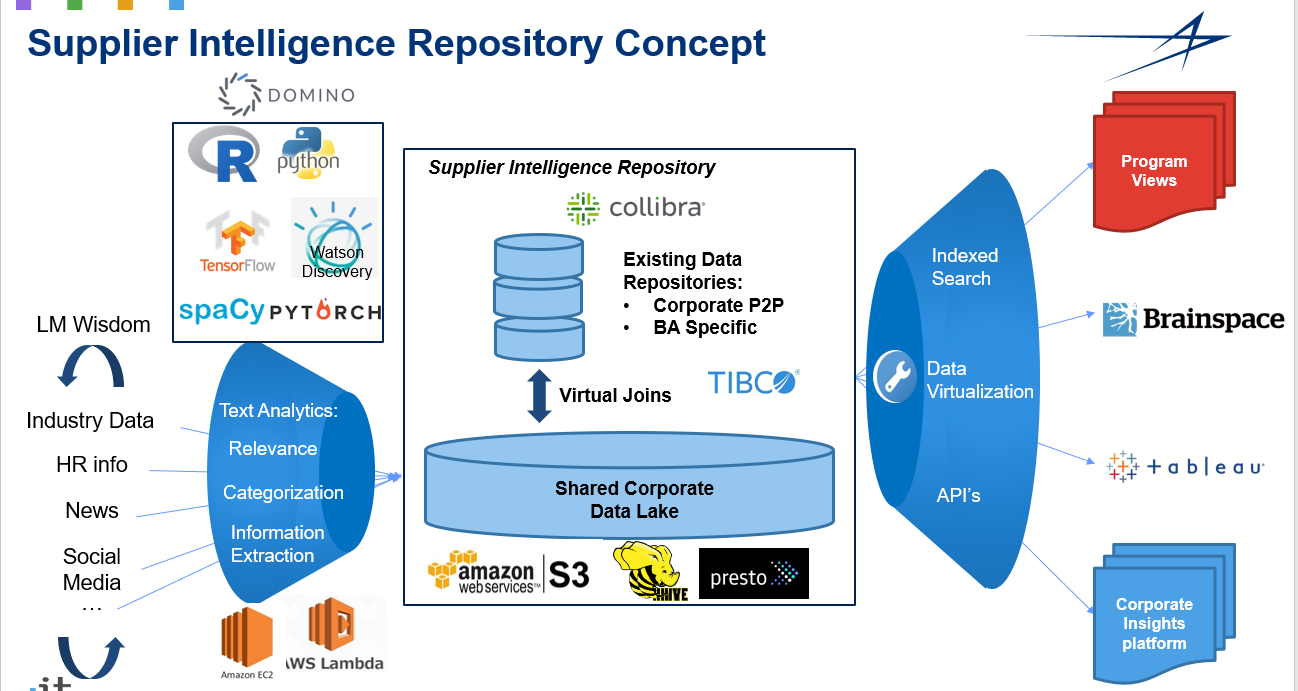 Supplier Intelligence Repository Concept
DOMINO
R
python
TensorFlow
Watson
Discovery
spaCy
PYTORCH
LM Wisdom
Industry Data
HR info
News
Social
Media
...
Text Analytics:
Relevance
Categorization
Information
Extraction
Amazon EC2
AWS Lambda
Supplier Intelligence Repository
collibra
Existing Data
Repositories:
• Corporate P2P
• BA Specific
Virtual Joins
TIBCO
Shared Corporate
Data Lake
amazon
webservices™
S3
HIVE
presto
Indexed
Search
Data
Virtualization
API's
Program
Views
Brainspace
+ableau
Corporate
Insights
platform